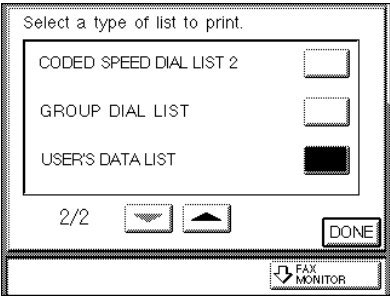 Select a type of list to print.
CODED SPEED DIAL LIST 2
GROUP DIAL LIST
USER'S DATA LIST
2/2
DONE
FAX
MONITOR